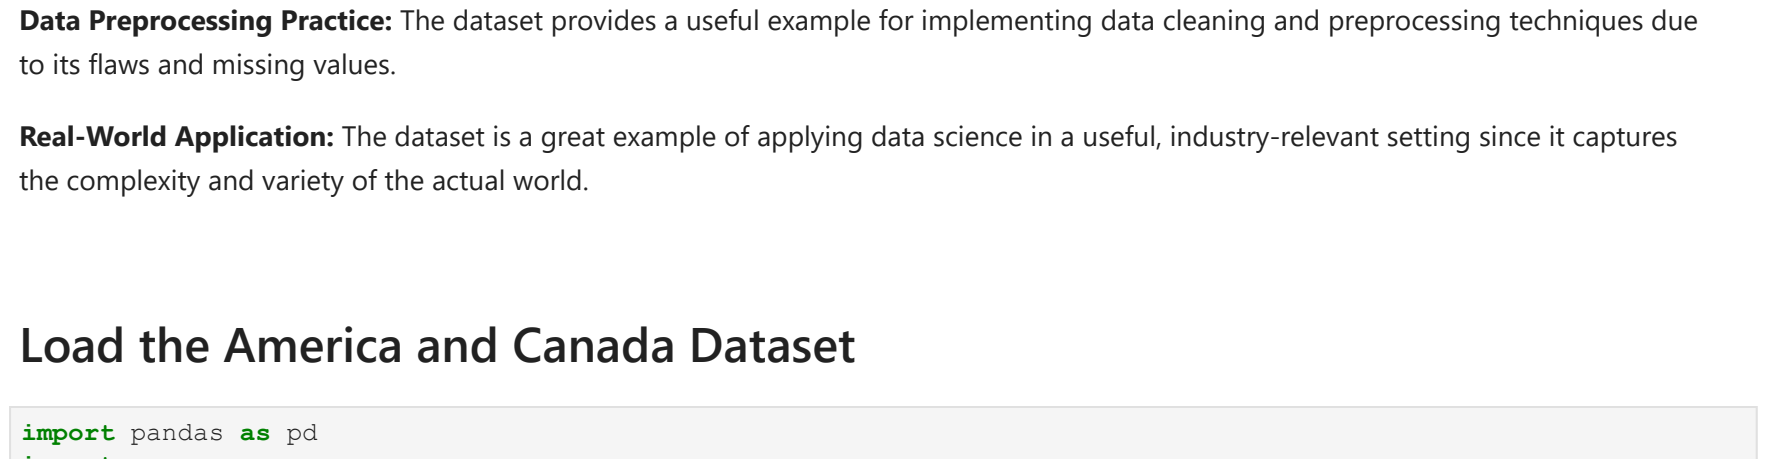 Data Preprocessing Practice: The dataset provides a useful example for implementing data cleaning and preprocessing techniques due
to its flaws and missing values.
Real-World Application: The dataset is a great example of applying data science in a useful, industry-relevant setting since it captures
the complexity and variety of the actual world.
Load the America and Canada Dataset
import pandas as pd